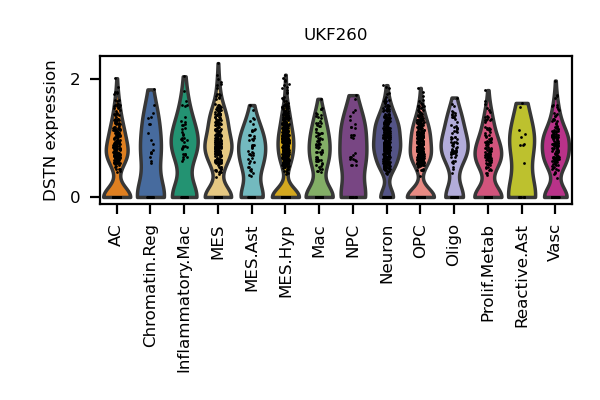 UKF260
DSTN expression
2
0
AC
Chromatin.Reg
Inflammatory.Mac
MES
MES.Ast
MES.Hyp
Mac
NPC
Neuron
OPC
Oligo
Prolif.Metab
Reactive.Ast
Vasc